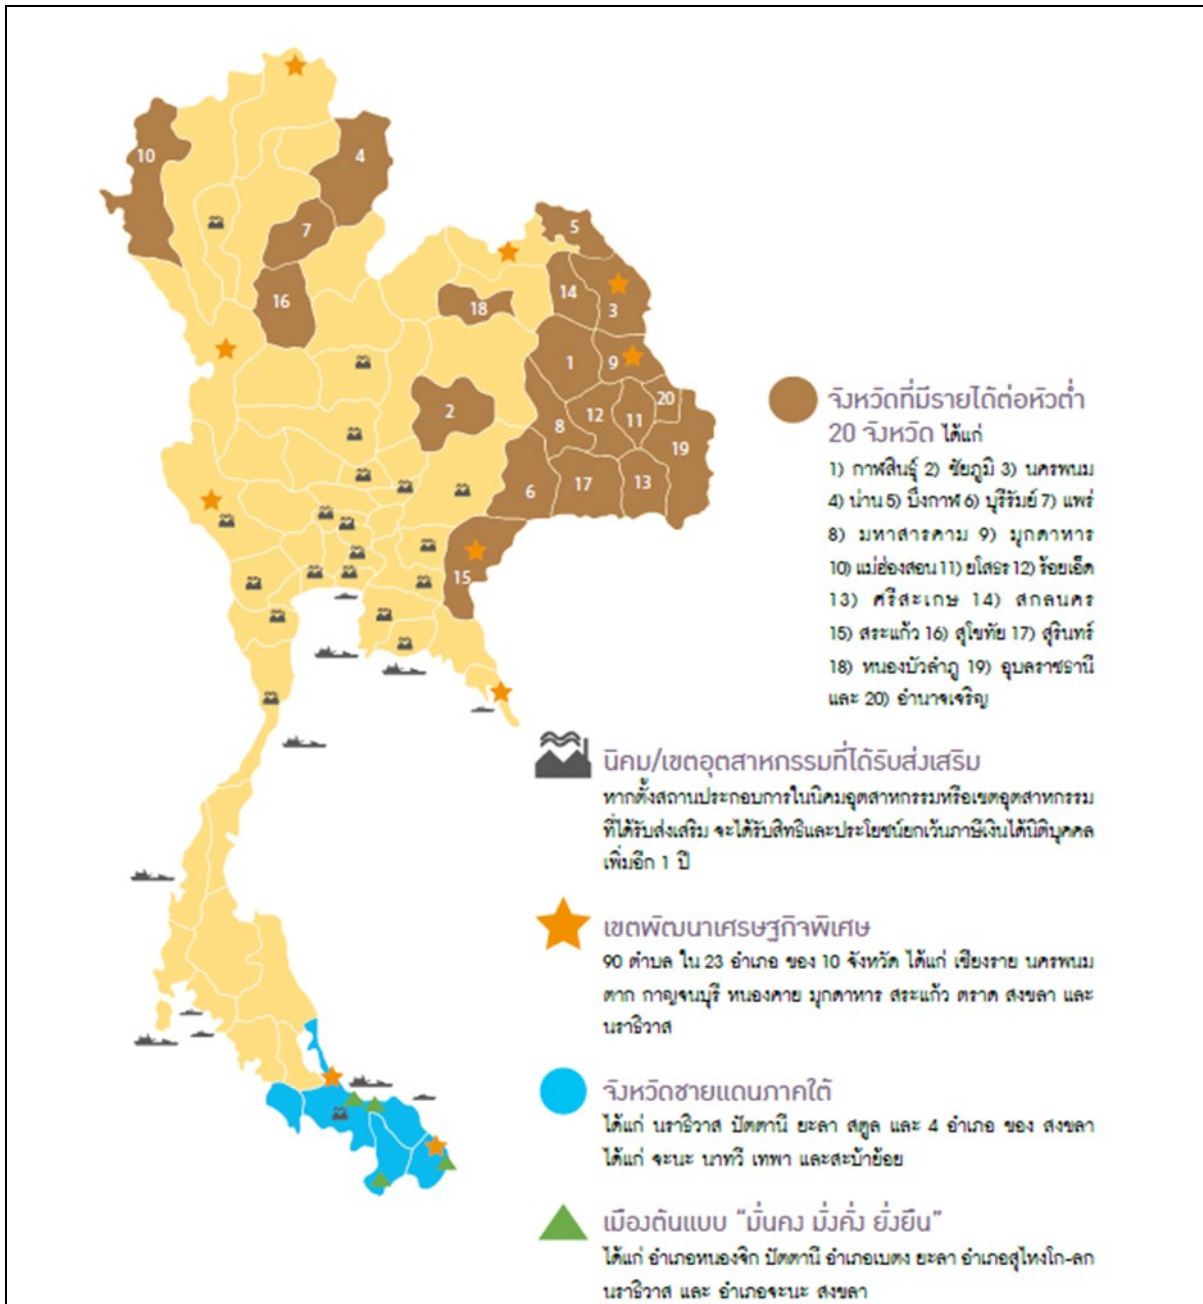 10
4
5
7
14
3
16
18
1
9
20
2
12
11
8
19
6
17
13
15
จังหวัดที่มีรายได้ต่อหัวต่ำ
20 จังหวัด ได้แก่
1) กาฬสินธุ์ 2) ชัยภูมิ 3) นครพนม
4) น่าน 5) บึงกาฬ 6) บุรีรัมย์ 7) แพร่
8) มหาสารคาม 9) มุกดาหาร
10) แม่ฮ่องสอน 11) ยโสธร 12) ร้อยเอ็ด
13) ศรีสะเกษ 14) สกลนคร
15) สระแก้ว 16) สุโขทัย 17) สุรินทร์
18) หนองบัวลำภู 19) อุบลราชธานี
และ 20) อำนาจเจริญ
นิคม/เขตอุตสาหกรรมที่ได้รับส่งเสริม
หากตั้งสถานประกอบการในนิคมอุตสาหกรรมหรือเขตอุตสาหกรรม
ที่ได้รับส่งเสริม จะได้รับสิทธิและประโยชน์ยกเว้นภาษีเงินได้นิติบุคคล
เพิ่มอีก 1 ปี
เขตพัฒนาเศรษฐกิจพิเศษ
90 ตำบล ใน 23 อำเภอ ของ 10 จังหวัด ได้แก่ เชียงราย นครพนม
ตาก กาญจนบุรี หนองคาย มุกดาหาร สระแก้ว ตราด สงขลา และ
นราธิวาส
จังหวัดชายแดนภาคใต้
ได้แก่ นราธิวาส ปัตตานี ยะลา สตูล และ 4 อำเภอ ของ สงขลา
ได้แก่ จะนะ นาทวี เทพา และสะบ้าย้อย
เมืองต้นแบบ "มั่นคง มั่งคั่ง ยั่งยืน"
ได้แก่ อำเภอหนองจิก ปัตตานี อำเภอเบตง ยะลา อำเภอสุไหงโก-ลก
นราธิวาส และ อำเภอจะนะ สงขลา